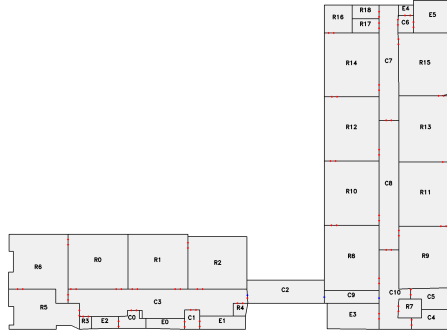 R18 E4
R16 C6 E5
R17
C7
R14 R15
R12 R13
C8
R10 R11
R6 R0 R1 R2 R8 R9
C2 C9 C10 C5
R5 C3 R4 R7
R3 E2 C0 E0 C1 E1 E3 C4